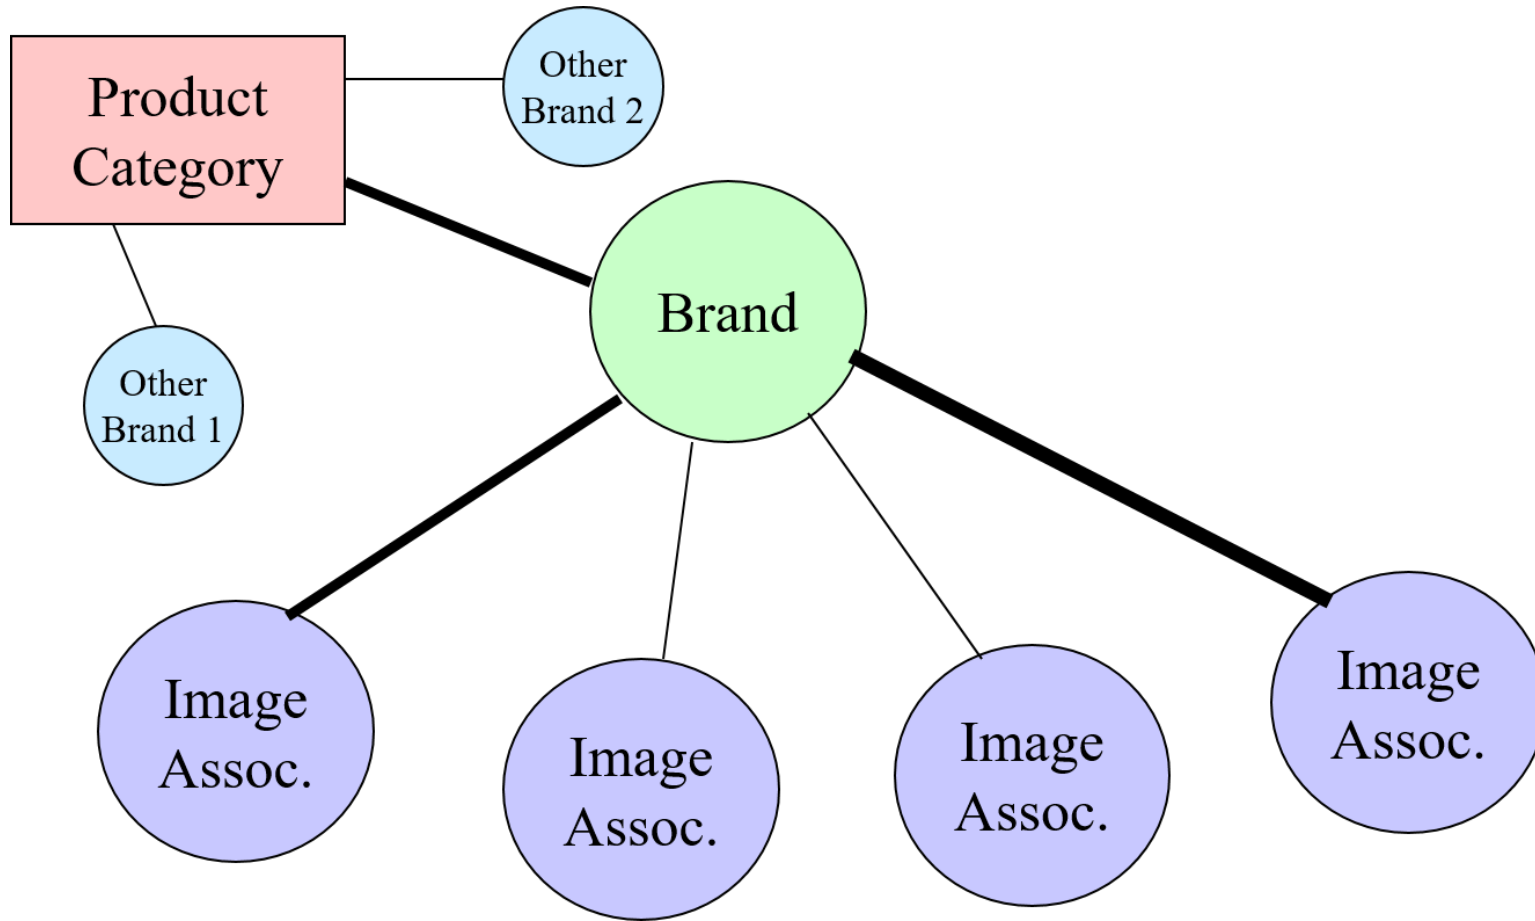 Product
Category
Other
Brand 2
Brand
Other
Brand 1
Image
Assoc.
Image
Assoc.
Image
Assoc.
Image
Assoc.